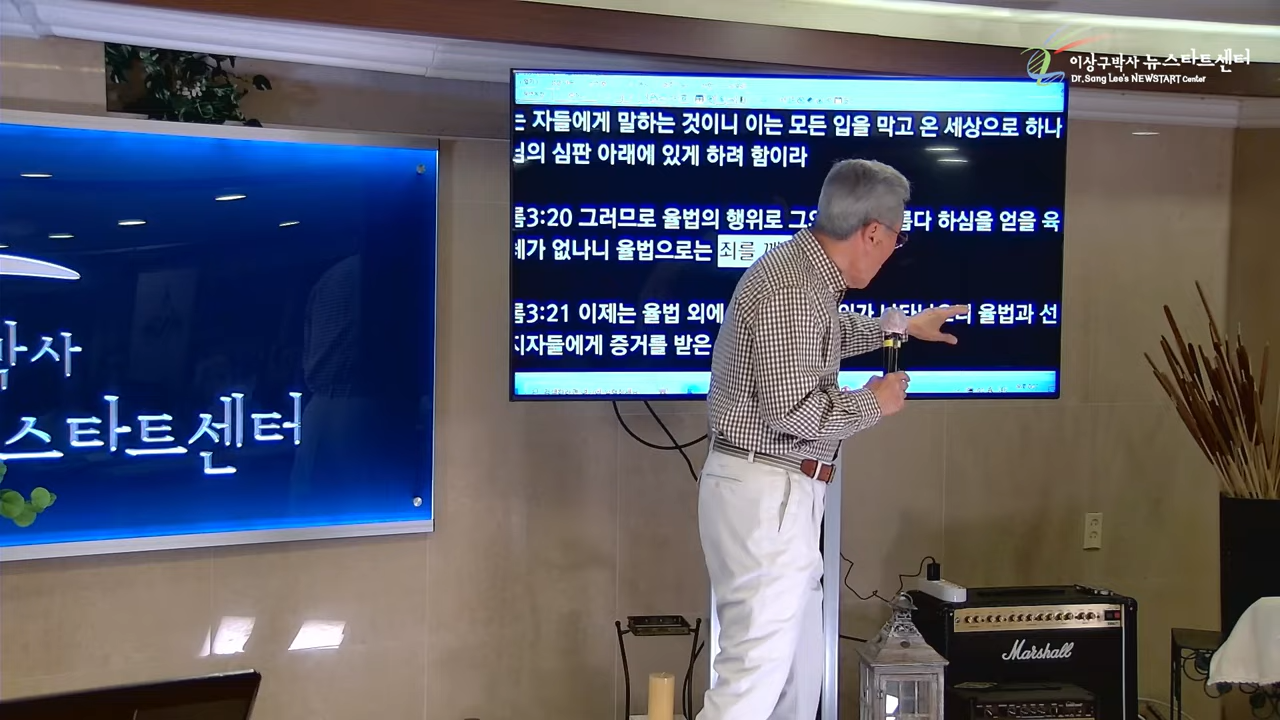 이상구박사 뉴스타트센터
Dr. Sang Lee's NEWSTART Center
는 자들에게 말하는 것이니 이는 모든 입을 막고 온 세상으로 하나
님의 심판 아래에 있게 하려 함이라
롬3:20 그러므로 율법의 행위로 하심을 얻을 육
체가 없나니 율법으로는 죄를
롬3:21 이제는 율법 외에 율법과 선
지자들에게 증거를 받은
박사
스타트센터
Marshall